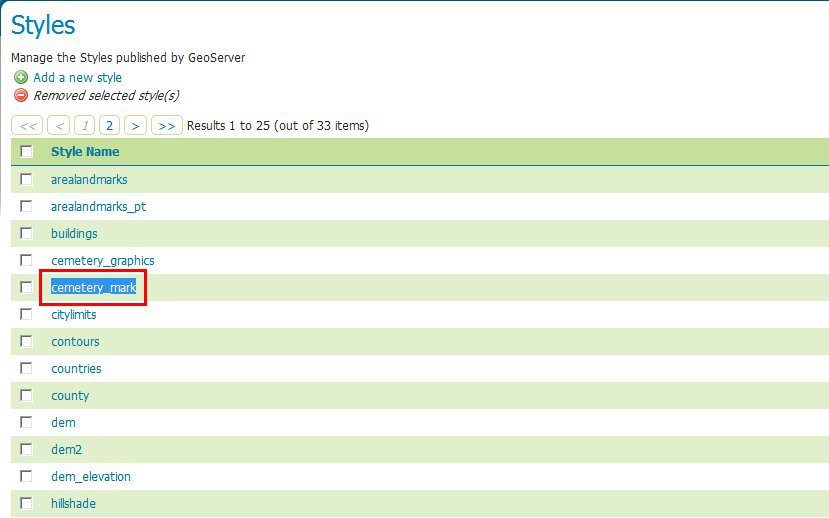 Styles
Manage the Styles published by GeoServer
Add a new style
Removed selected style(s)
<< < 1 2 > >> Results 1 to 25 (out of 33 items)
Style Name
arealandmarks
arealandmarks_pt
buildings
cemetery_graphics
cemetery_mark
citylimits
contours
countries
county
dem
dem2
dem_elevation
hillshade